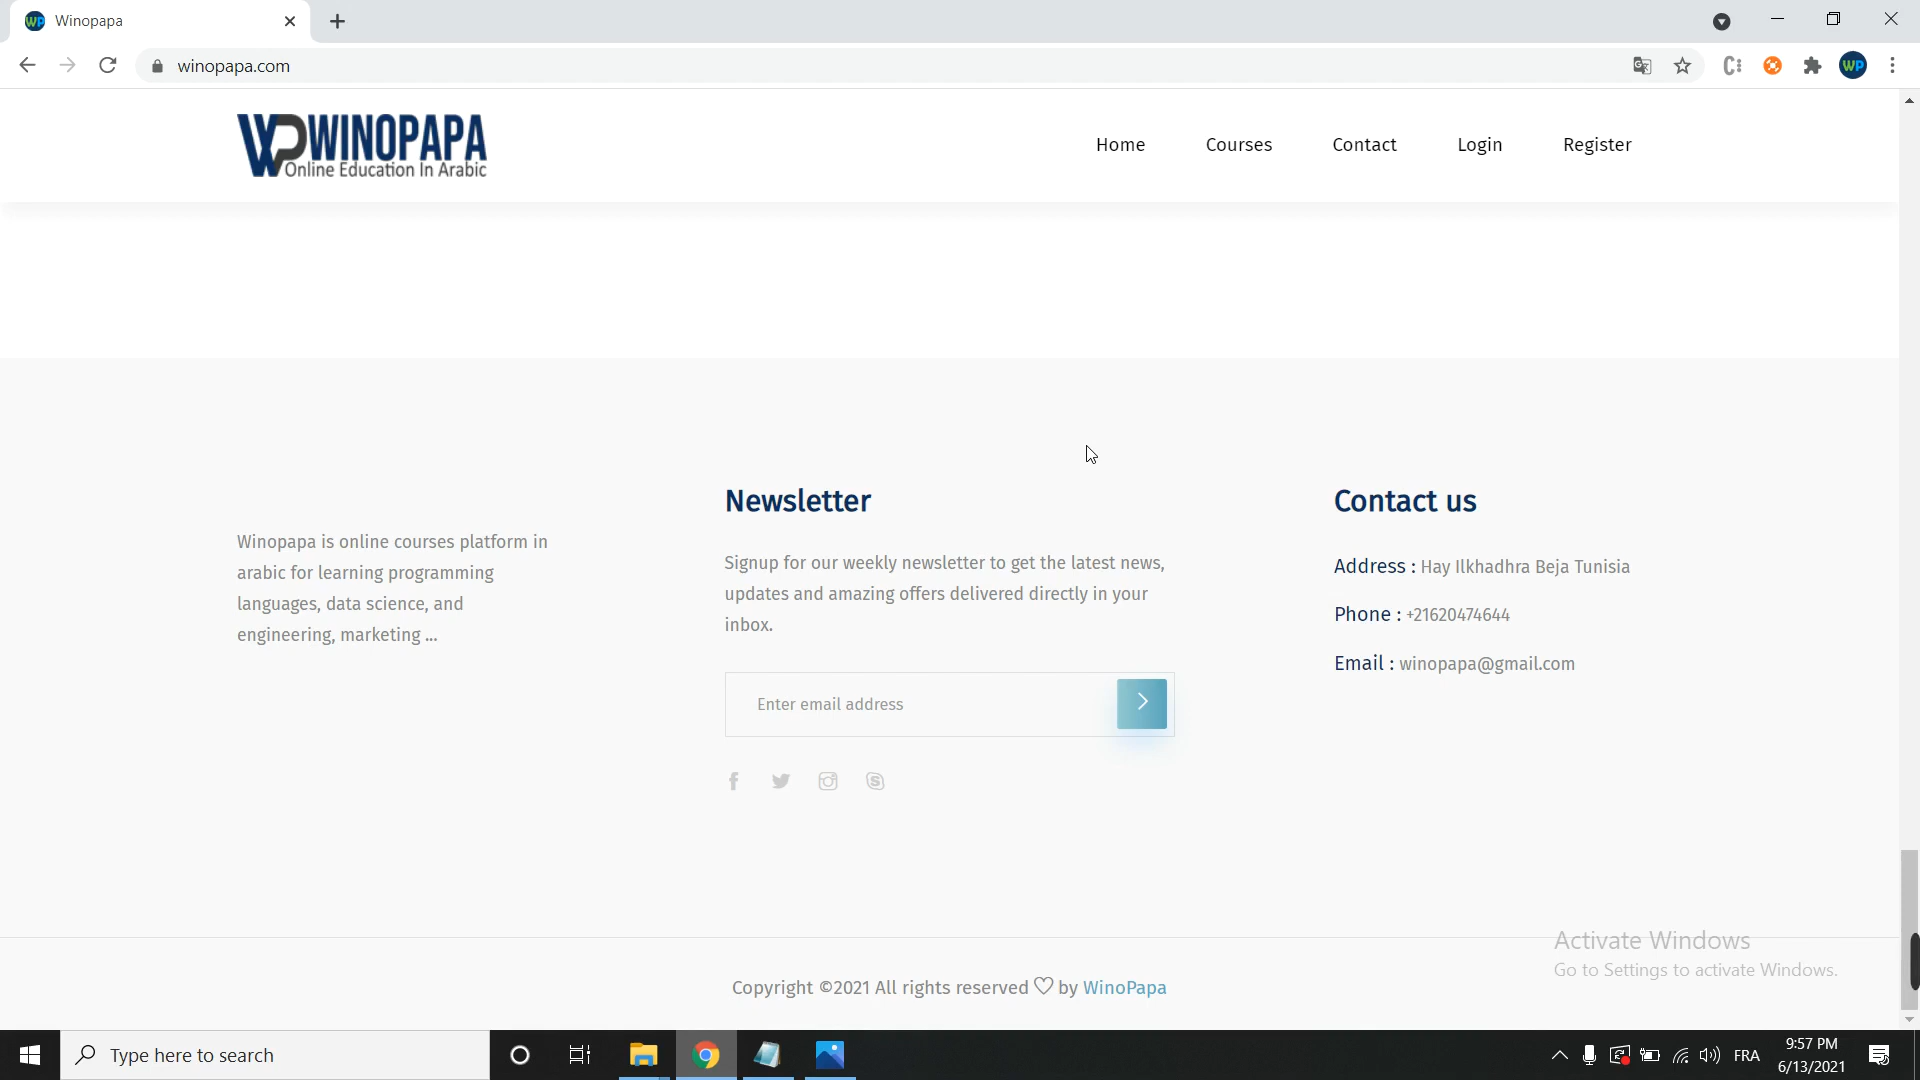 Winopapa
winopapa.com
WP
WINOPAPA
Online Education In Arabic
Home
Courses
Contact
Login
Register
Winopapa is online courses platform in
arabic for learning programming
languages, data science, and
engineering, marketing ...
Newsletter
Signup for our weekly newsletter to get the latest news,
updates and amazing offers delivered directly in your
inbox.
Enter email address
Contact us
Address : Hay Ilkhadhra Beja Tunisia
Phone : +21620474644
Email : winopapa@gmail.com
Activate Windows
Go to Settings to activate Windows.
Copyright ©2021 All rights reserved ♡ by WinoPapa
Type here to search
FRA
9:57 PM
6/13/2021